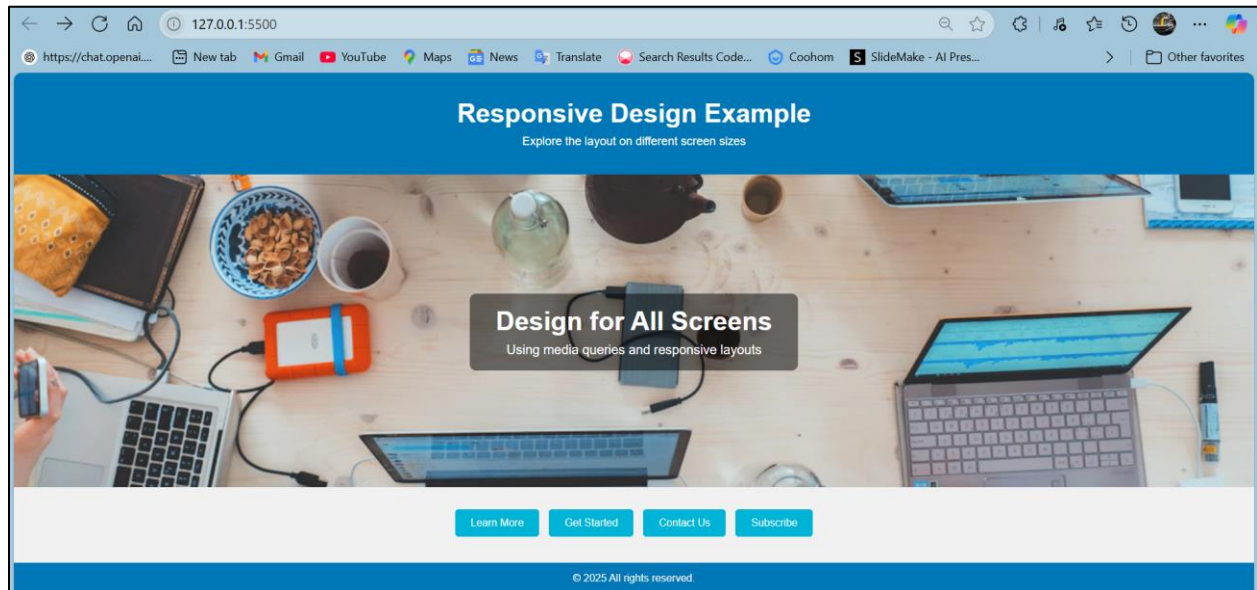 127.0.0.1:5500
https://chat.openai.... New tab Gmail YouTube Maps News Translate Search Results Code... Coohom SlideMake - AI Pres... Other favorites
Responsive Design Example
Explore the layout on different screen sizes
Design for All Screens
Using media queries and responsive layouts
Learn More Get Started Contact Us Subscribe
© 2025 All rights reserved.